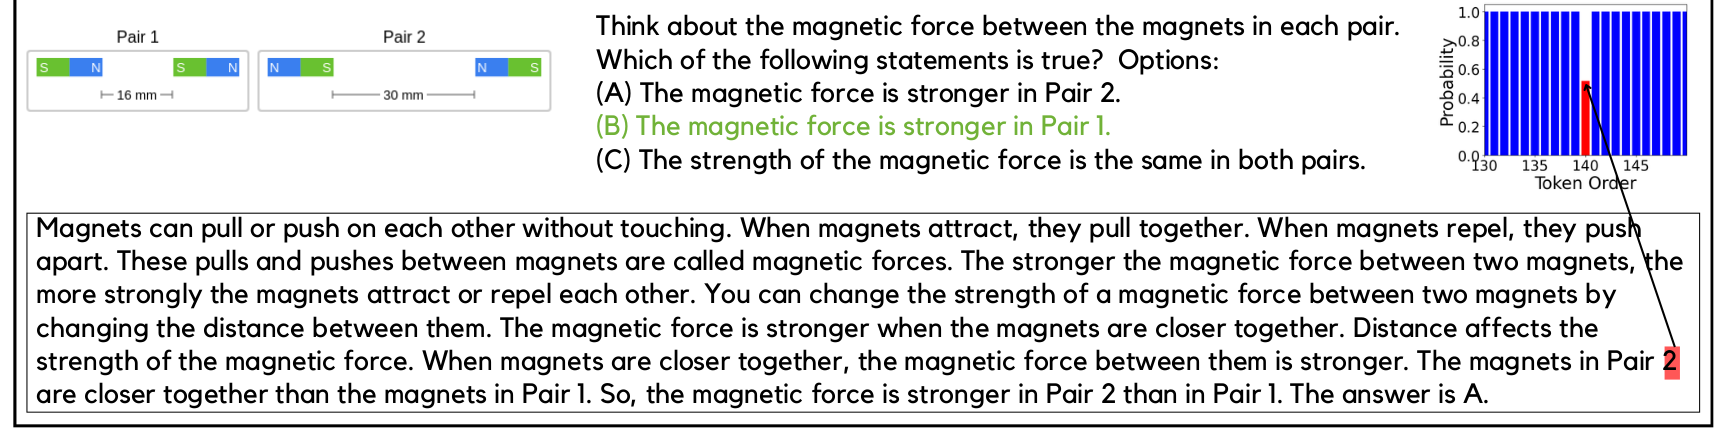 Pair 1
S N S N
16 mm
Pair 2
N S N S
30 mm
Think about the magnetic force between the magnets in each pair.
Which of the following statements is true? Options:
(A) The magnetic force is stronger in Pair 2.
(B) The magnetic force is stronger in Pair 1.
(C) The strength of the magnetic force is the same in both pairs.
Probability
1.0
0.8
0.6
0.4
0.2
0.0
130 135 140 145
Token Order
Magnets can pull or push on each other without touching. When magnets attract, they pull together. When magnets repel, they push
apart. These pulls and pushes between magnets are called magnetic forces. The stronger the magnetic force between two magnets, the
more strongly the magnets attract or repel each other. You can change the strength of a magnetic force between two magnets by
changing the distance between them. The magnetic force is stronger when the magnets are closer together. Distance affects the
strength of the magnetic force. When magnets are closer together, the magnetic force between them is stronger. The magnets in Pair 2
are closer together than the magnets in Pair 1. So, the magnetic force is stronger in Pair 2 than in Pair 1. The answer is A.